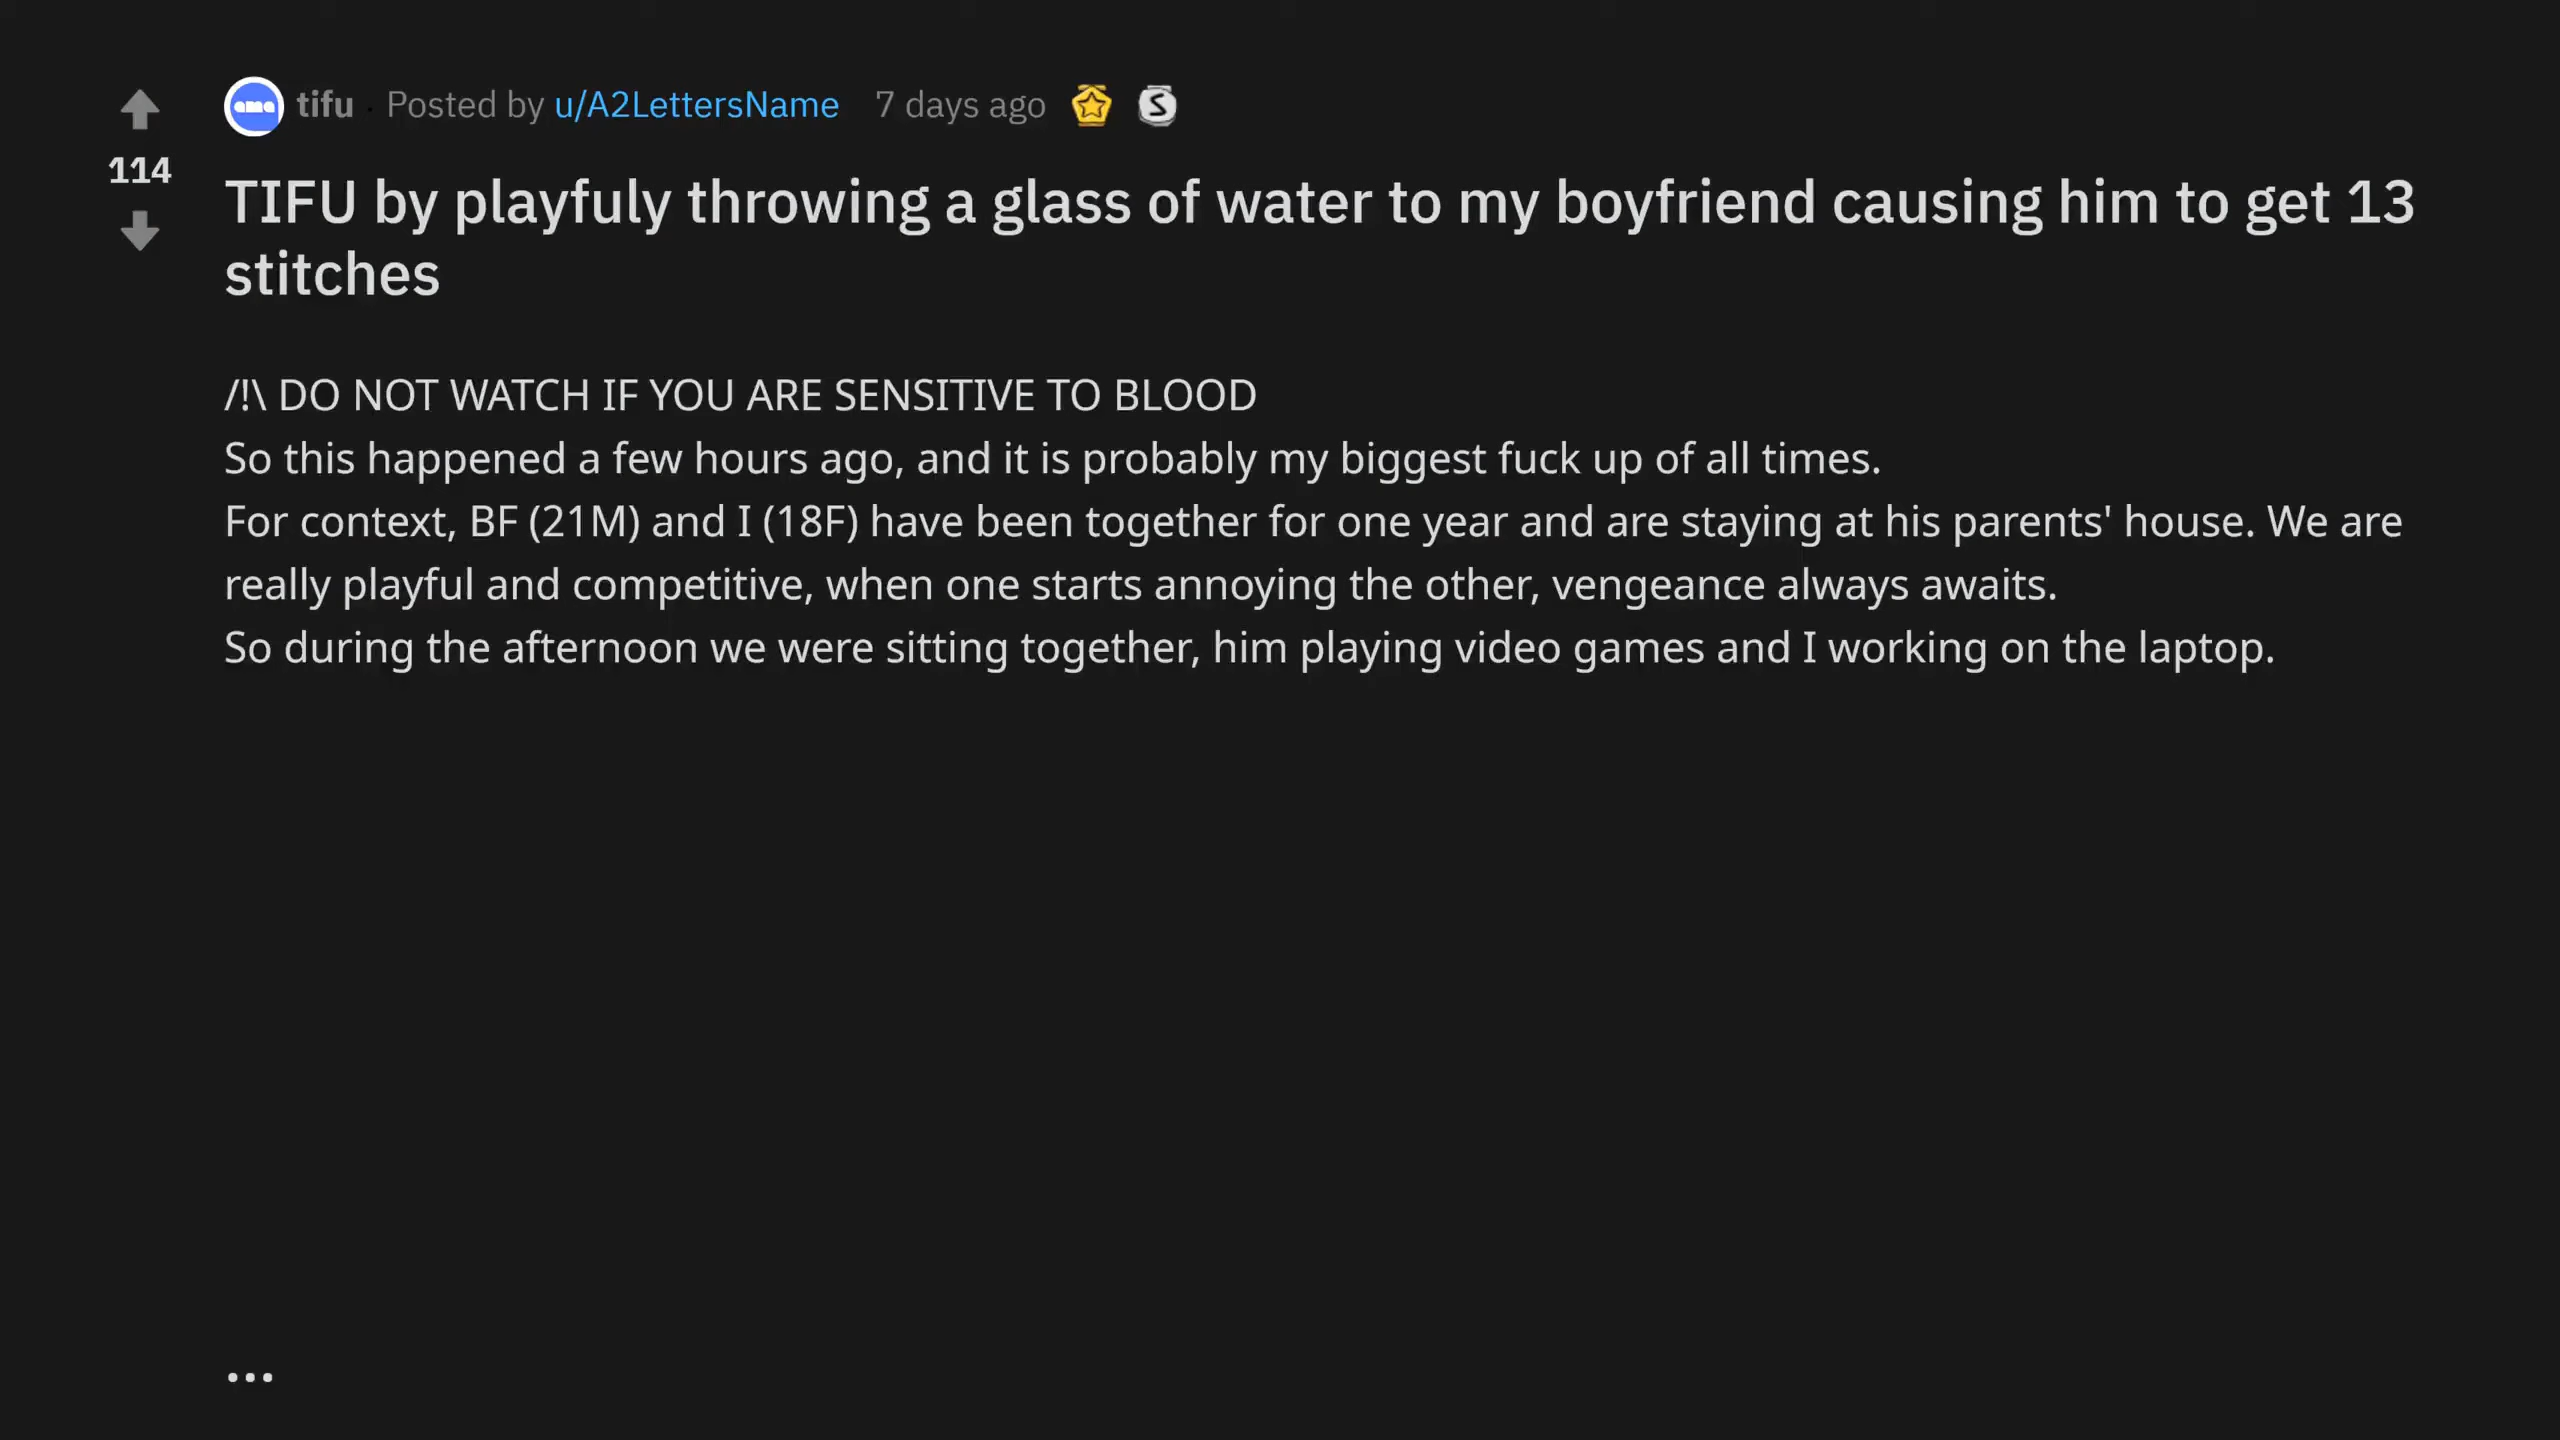 tifu · Posted by u/A2LettersName 7 days ago
114
TIFU by playfuly throwing a glass of water to my boyfriend causing him to get 13
stitches
/!\ DO NOT WATCH IF YOU ARE SENSITIVE TO BLOOD
So this happened a few hours ago, and it is probably my biggest fuck up of all times.
For context, BF (21M) and I (18F) have been together for one year and are staying at his parents' house. We are
really playful and competitive, when one starts annoying the other, vengeance always awaits.
So during the afternoon we were sitting together, him playing video games and I working on the laptop.
...